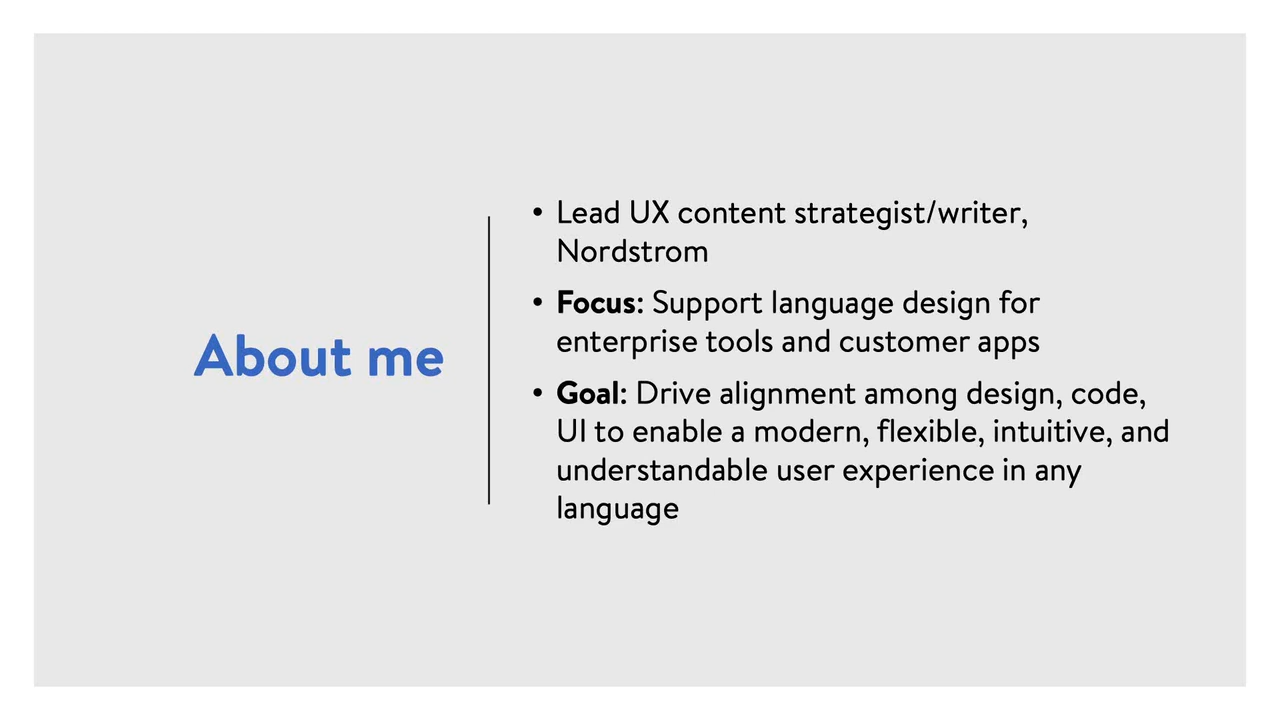 About me
• Lead UX content strategist/writer,
Nordstrom
• Focus: Support language design for
enterprise tools and customer apps
• Goal: Drive alignment among design, code,
UI to enable a modern, flexible, intuitive, and
understandable user experience in any
language